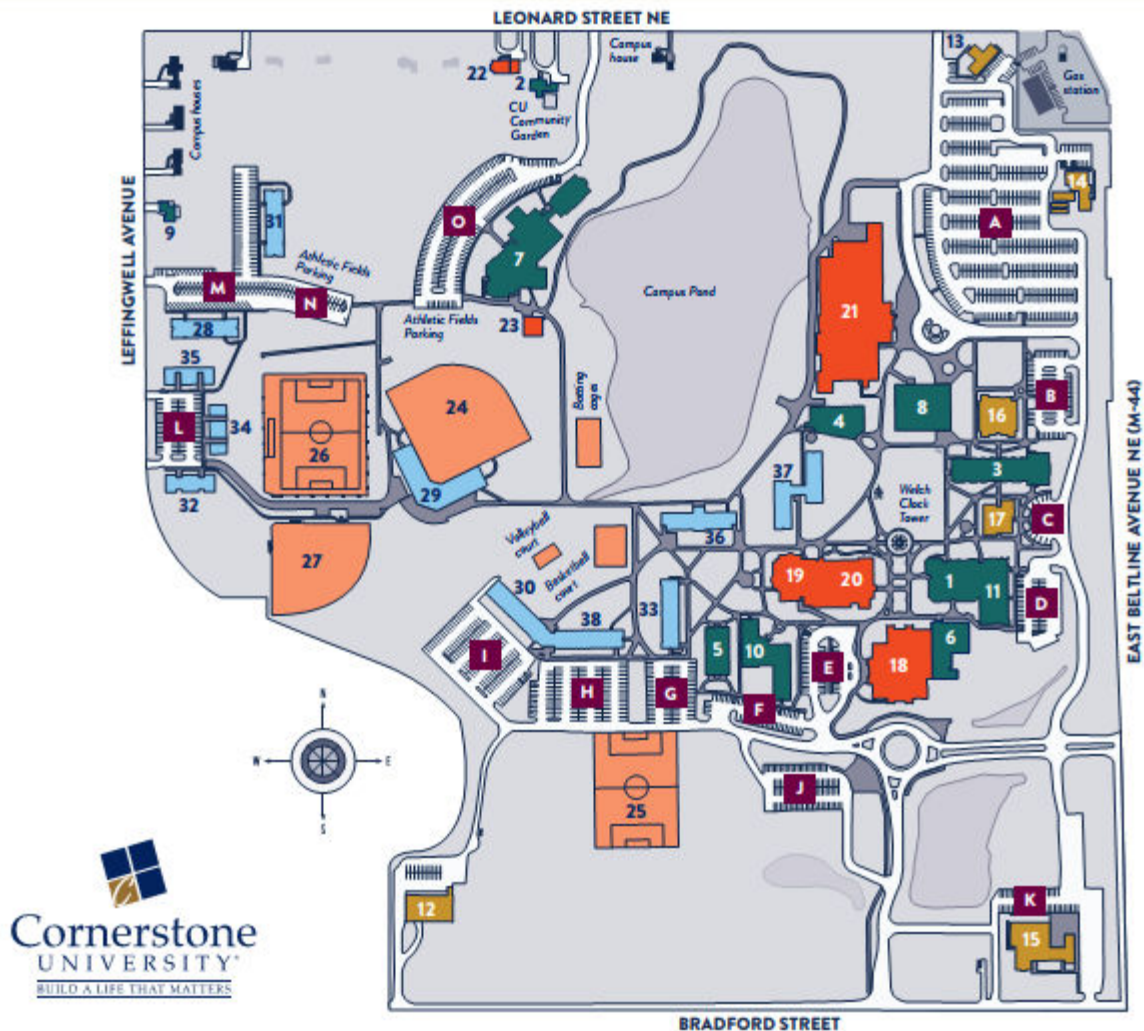 LEONARD STREET NE
Campus
house
13
Gas
station
22
2
CU
Community
Garden
Campus houses
14
LEFFINGWELL AVENUE
9
31
O
A
7
Athletic Fields
Parking
M
N
Campus Pond
21
28
Athletic Fields
Parking
23
35
24
Batting
cages
B
EAST BELTLINE AVENUE NE (M-44)
L
34
26
4
8
16
3
32
29
37
Welch
Clock
Tower
17
C
Volleyball
court
36
27
Basketball
court
30
19
20
1
11
D
38
33
I
5
10
E
18
6
H
G
F
N
W
E
S
J
25
12
K
15
Cornerstone
UNIVERSITY
BUILD A LIFE THAT MATTERS
BRADFORD STREET